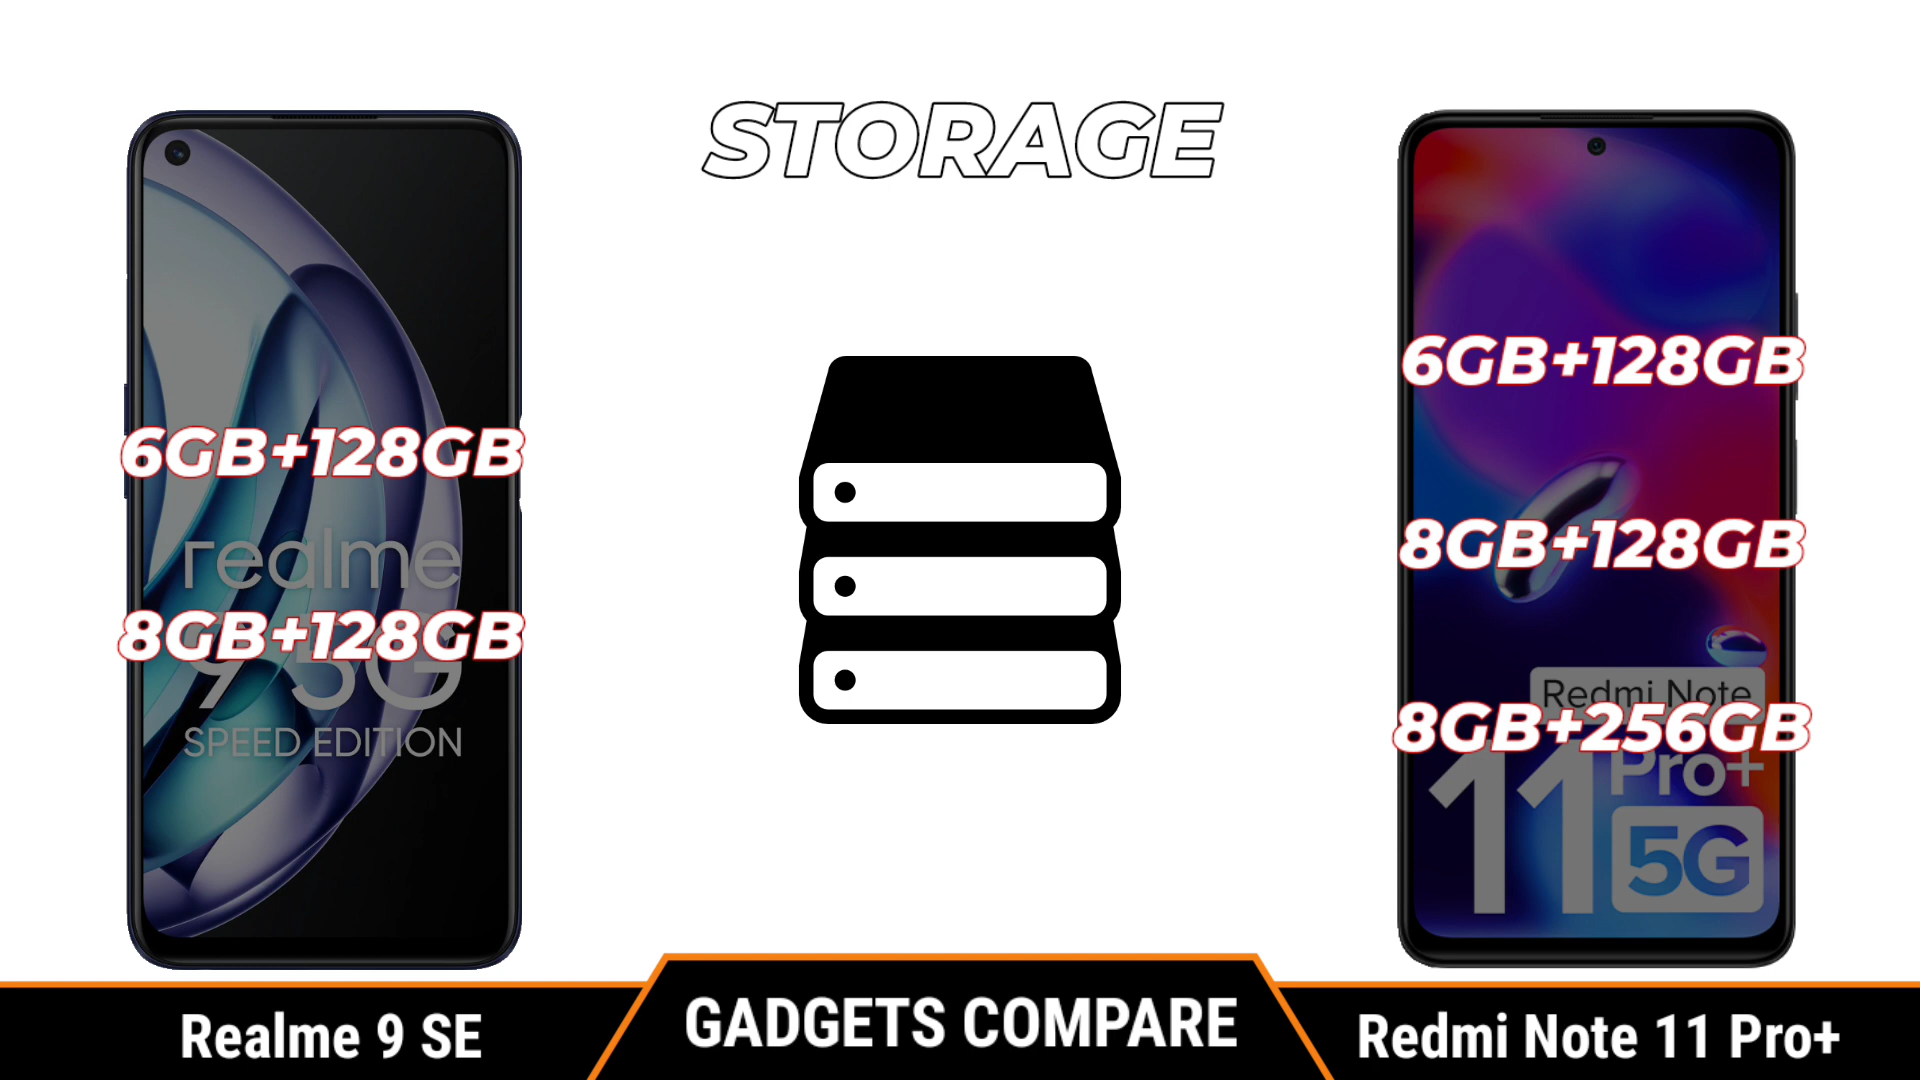 STORAGE
6GB+128GB
realme
8GB+128GB
9 5G
SPEED EDITION
6GB+128GB
8GB+128GB
Redmi Note
8GB+256GB
11 Pro+
5G
Realme 9 SE
GADGETS COMPARE
Redmi Note 11 Pro+